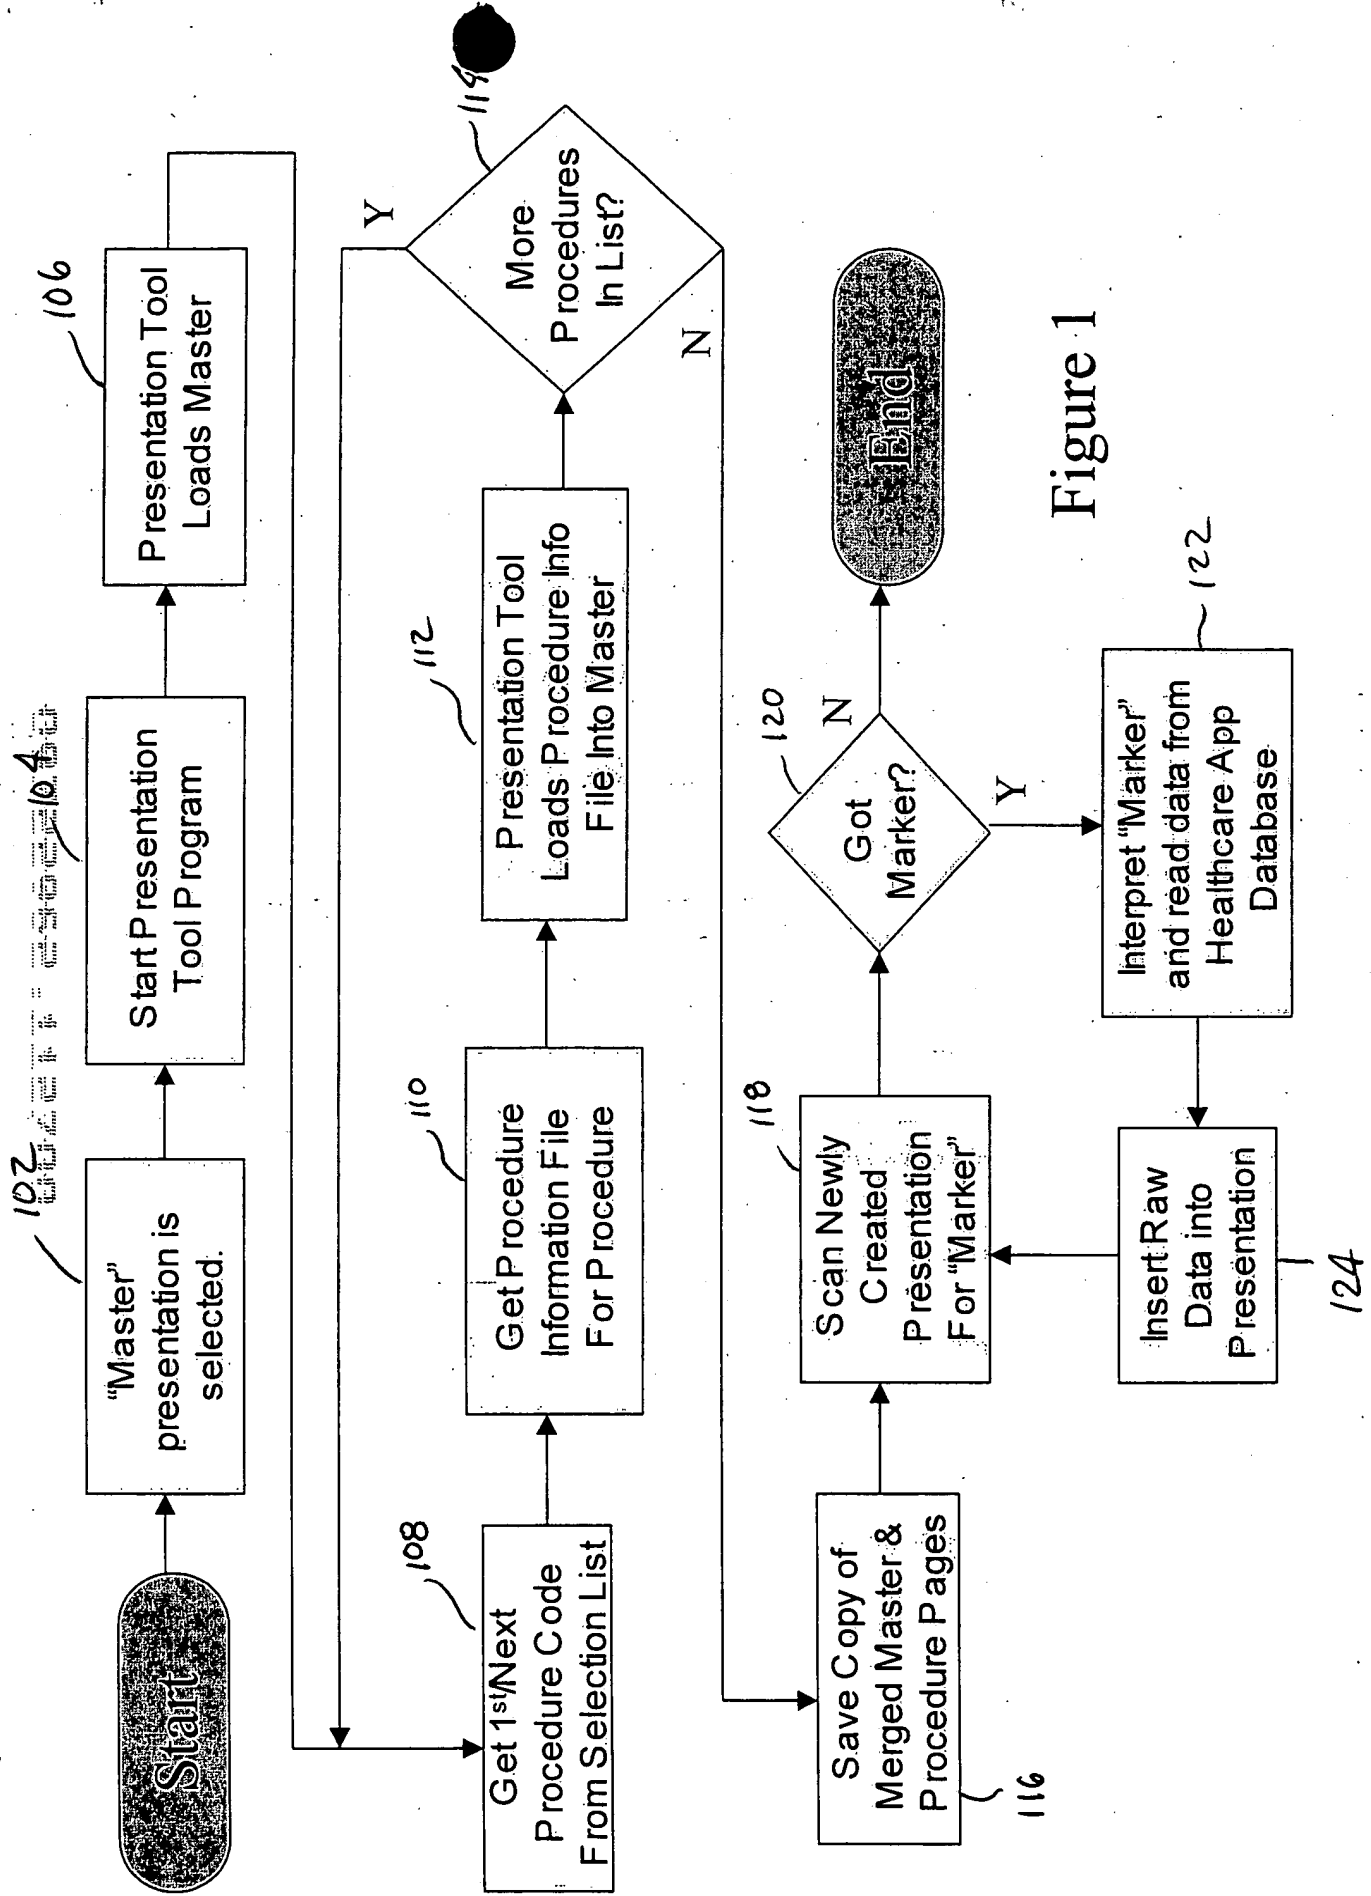 102
104
106
Start
“Master”
presentation is
selected.
Start Presentation
Tool Program
Presentation Tool
Loads Master
108
110
112
114
Get 1st/Next
Procedure Code
From Selection List
Get Procedure
Information File
For Procedure
Presentation Tool
Loads Procedure Info
File Into Master
More
Procedures
In List?
Y
N
116
118
120
Save Copy of
Merged Master &
Procedure Pages
Scan Newly
Created
Presentation
For “Marker”
Got
Marker?
N
End
Y
124
Insert Raw
Data into
Presentation
122
Interpret “Marker”
and read data from
Healthcare App
Database
Figure 1